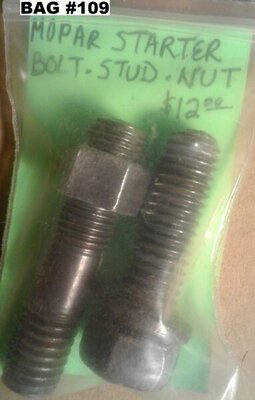 BAG #109
MOPAR STARTER
BOLT-STUD-NUT
$12.00